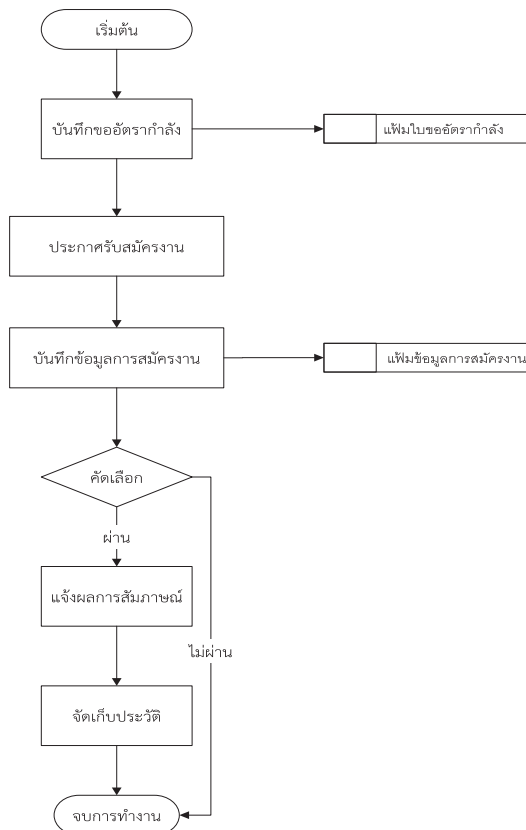 เริ่มต้น
บันทึกขออัตรากำลัง
แฟ้มใบขออัตรากำลัง
ประกาศรับสมัครงาน
บันทึกข้อมูลการสมัครงาน
แฟ้มข้อมูลการสมัครงาน
คัดเลือก
ผ่าน
แจ้งผลการสัมภาษณ์
ไม่ผ่าน
จัดเก็บประวัติ
จบการทำงาน